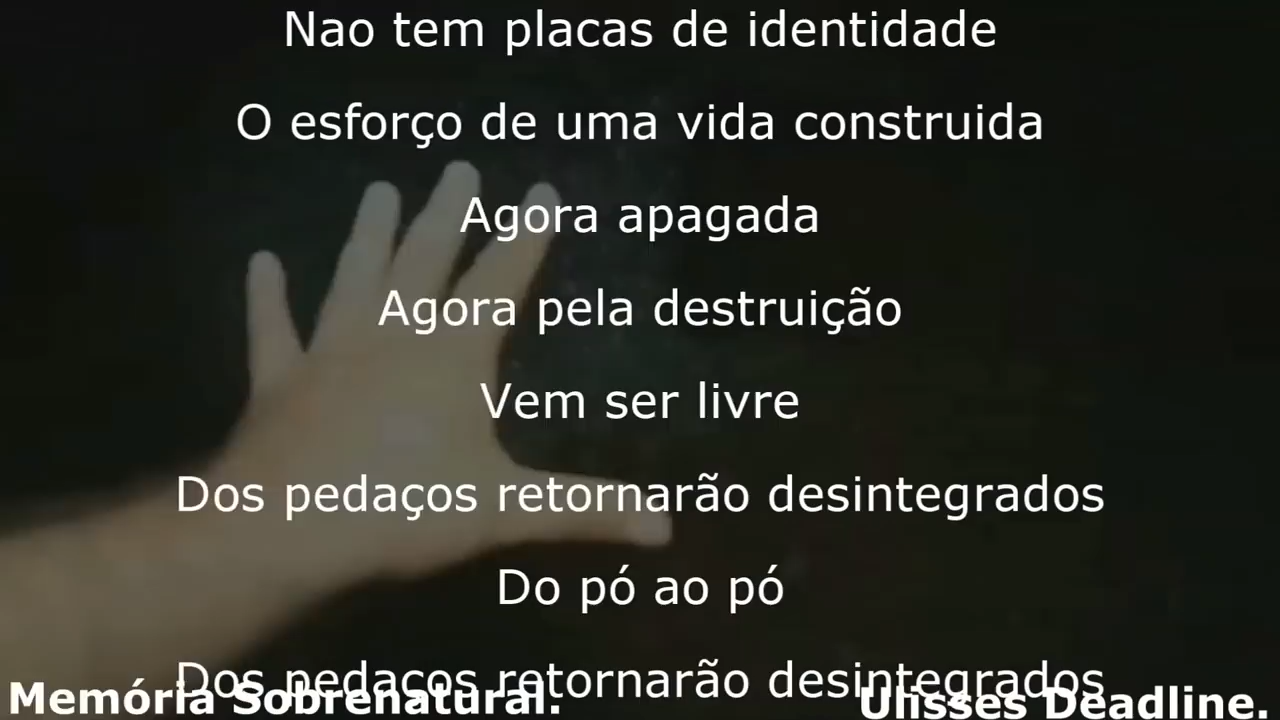 Nao tem placas de identidade
O esforço de uma vida construida
Agora apagada
Agora pela destruição
Vem ser livre
Dos pedaços retornarão desintegrados
Do pó ao pó
Dos pedaços retornarão desintegrados
Memória Sobrenatural.
Ulisses Deadline.